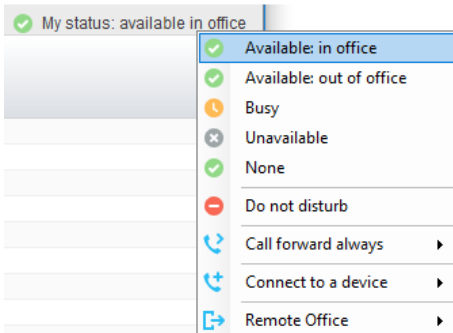 My status: available in office
Available: in office
Available: out of office
Busy
Unavailable
None
Do not disturb
Call forward always
Connect to a device
Remote Office